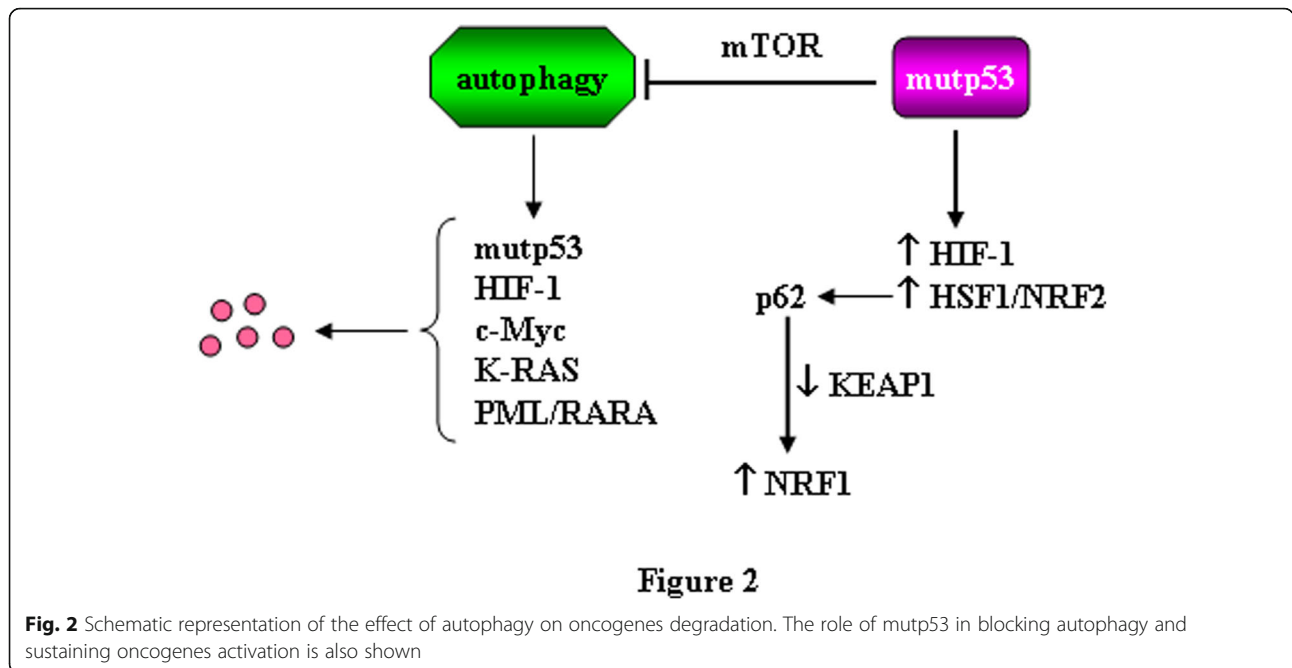 mTOR
autophagy
mutp53
mutp53
HIF-1
c-Myc
K-RAS
PML/RARA
↑ HIF-1
p62
↑ HSF1/NRF2
↓ KEAP1
↑ NRF1
Figure 2
Fig. 2 Schematic representation of the effect of autophagy on oncogenes degradation. The role of mutp53 in blocking autophagy and
sustaining oncogenes activation is also shown